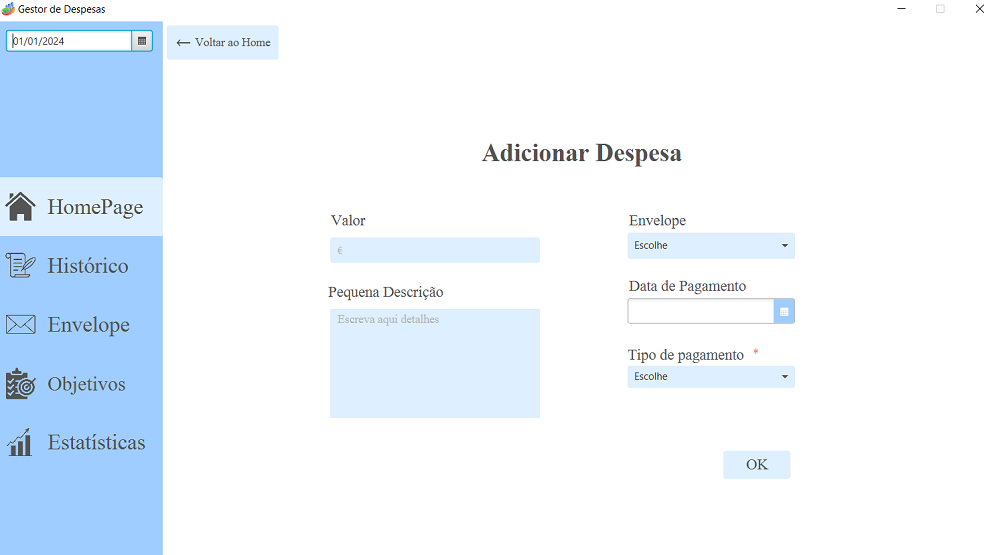 Gestor de Despesas
01/01/2024
← Voltar ao Home
HomePage
Histórico
Envelope
Objetivos
Estatísticas
Adicionar Despesa
Valor
€
Pequena Descrição
Escreva aqui detalhes
Envelope
Escolhe
Data de Pagamento
Tipo de pagamento *
Escolhe
OK